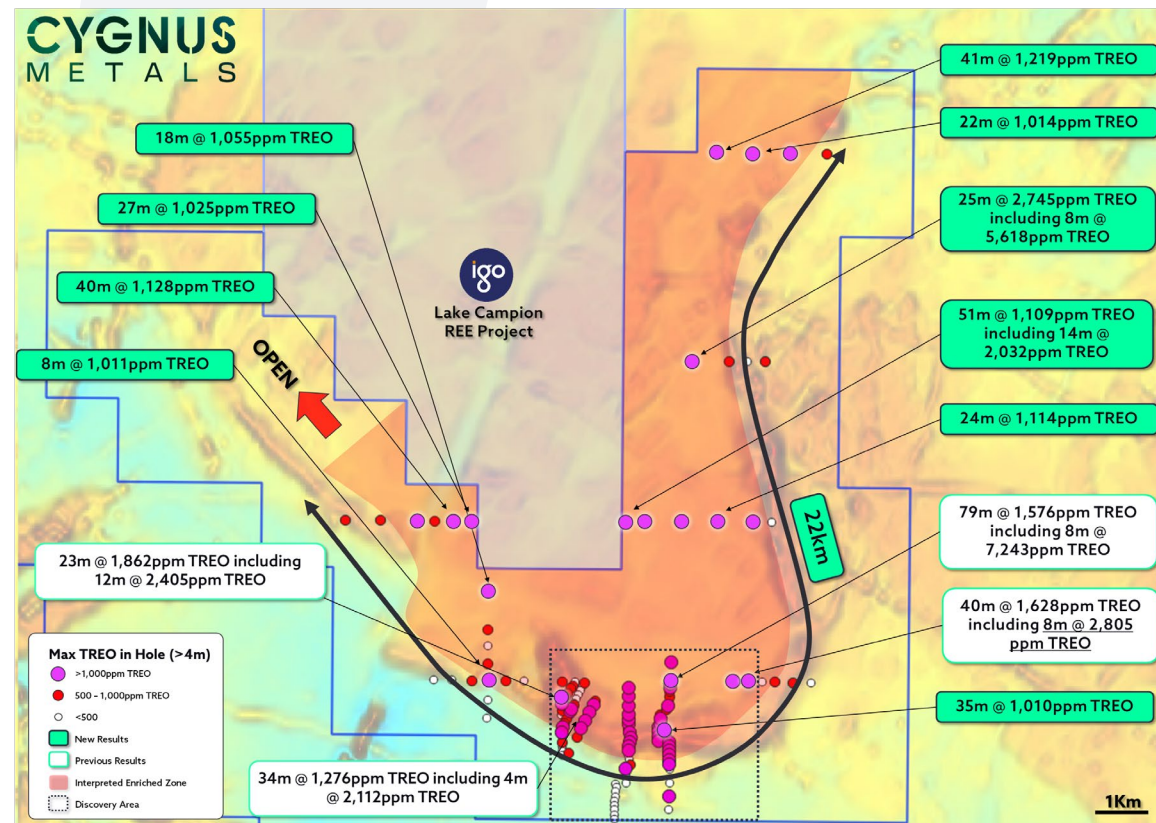 CYGNUS
METALS
18m @ 1,055ppm TREO
27m @ 1,025ppm TREO
40m @ 1,128ppm TREO
8m @ 1,011ppm TREO
OPEN
igo
Lake Campion
REE Project
41m @ 1,219ppm TREO
22m @ 1,014ppm TREO
25m @ 2,745ppm TREO
including 8m @
5,618ppm TREO
51m @ 1,109ppm TREO
including 14m @
2,032ppm TREO
24m @ 1,114ppm TREO
22km
79m @ 1,576ppm TREO
including 8m @
7,243ppm TREO
40m @ 1,628ppm TREO
including 8m @ 2,805
ppm TREO
35m @ 1,010ppm TREO
23m @ 1,862ppm TREO including
12m @ 2,405ppm TREO
34m @ 1,276ppm TREO including 4m
@ 2,112ppm TREO
Max TREO in Hole (>4m)
>1,000ppm TREO
500 - 1,000ppm TREO
<500
New Results
Previous Results
Interpreted Enriched Zone
Discovery Area
1Km